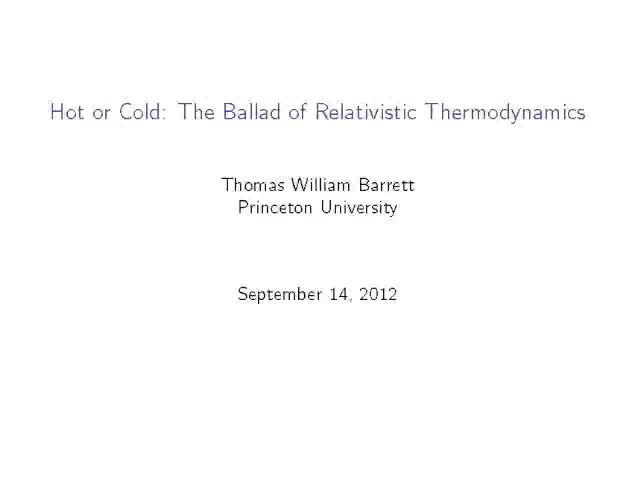 Hot or Cold: The Ballad of Relativistic Thermodynamics
Thomas William Barrett
Princeton University
September 14, 2012